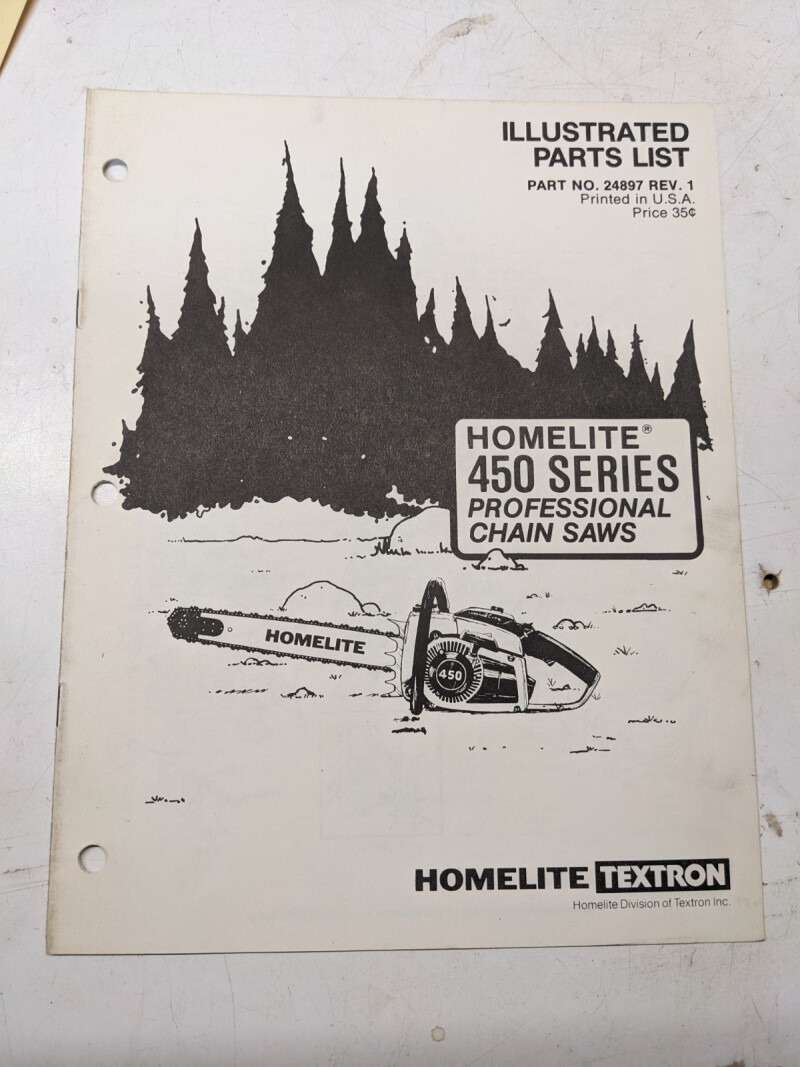 ILLUSTRATED
PARTS LIST
PART NO. 24897 REV. 1
Printed in U.S.A.
Price 35¢
HOMELITE®
450 SERIES
PROFESSIONAL
CHAIN SAWS
HOMELITE
450
HOMELITE TEXTRON
Homelite Division of Textron Inc.